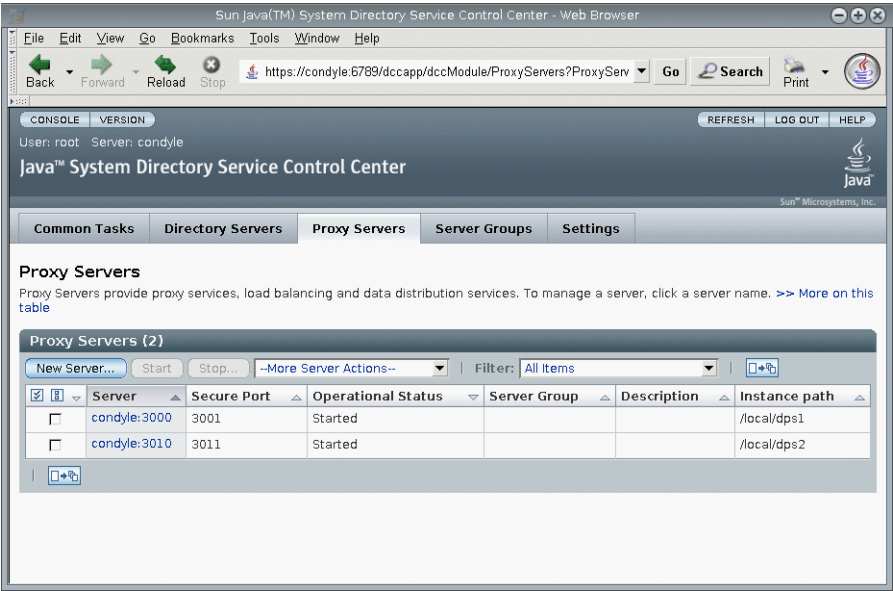 Sun Java(TM) System Directory Service Control Center - Web Browser
File Edit View Go Bookmarks Tools Window Help
Back Forward Reload Stop https://condyle:6789/dccapp/dccModule/ProxyServers?ProxyServ Go Search Print
CONSOLE VERSION REFRESH LOG OUT HELP
User: root Server: condyle
Java™ System Directory Service Control Center
Java™
Sun™ Microsystems, Inc.
Common Tasks Directory Servers Proxy Servers Server Groups Settings
Proxy Servers
Proxy Servers provide proxy services, load balancing and data distribution services. To manage a server, click a server name. >> More on this
table
Proxy Servers (2)
New Server... Start Stop... --More Server Actions-- | Filter: All Items |
Server Secure Port Operational Status Server Group Description Instance path
condyle:3000 3001 Started /local/dps1
condyle:3010 3011 Started /local/dps2